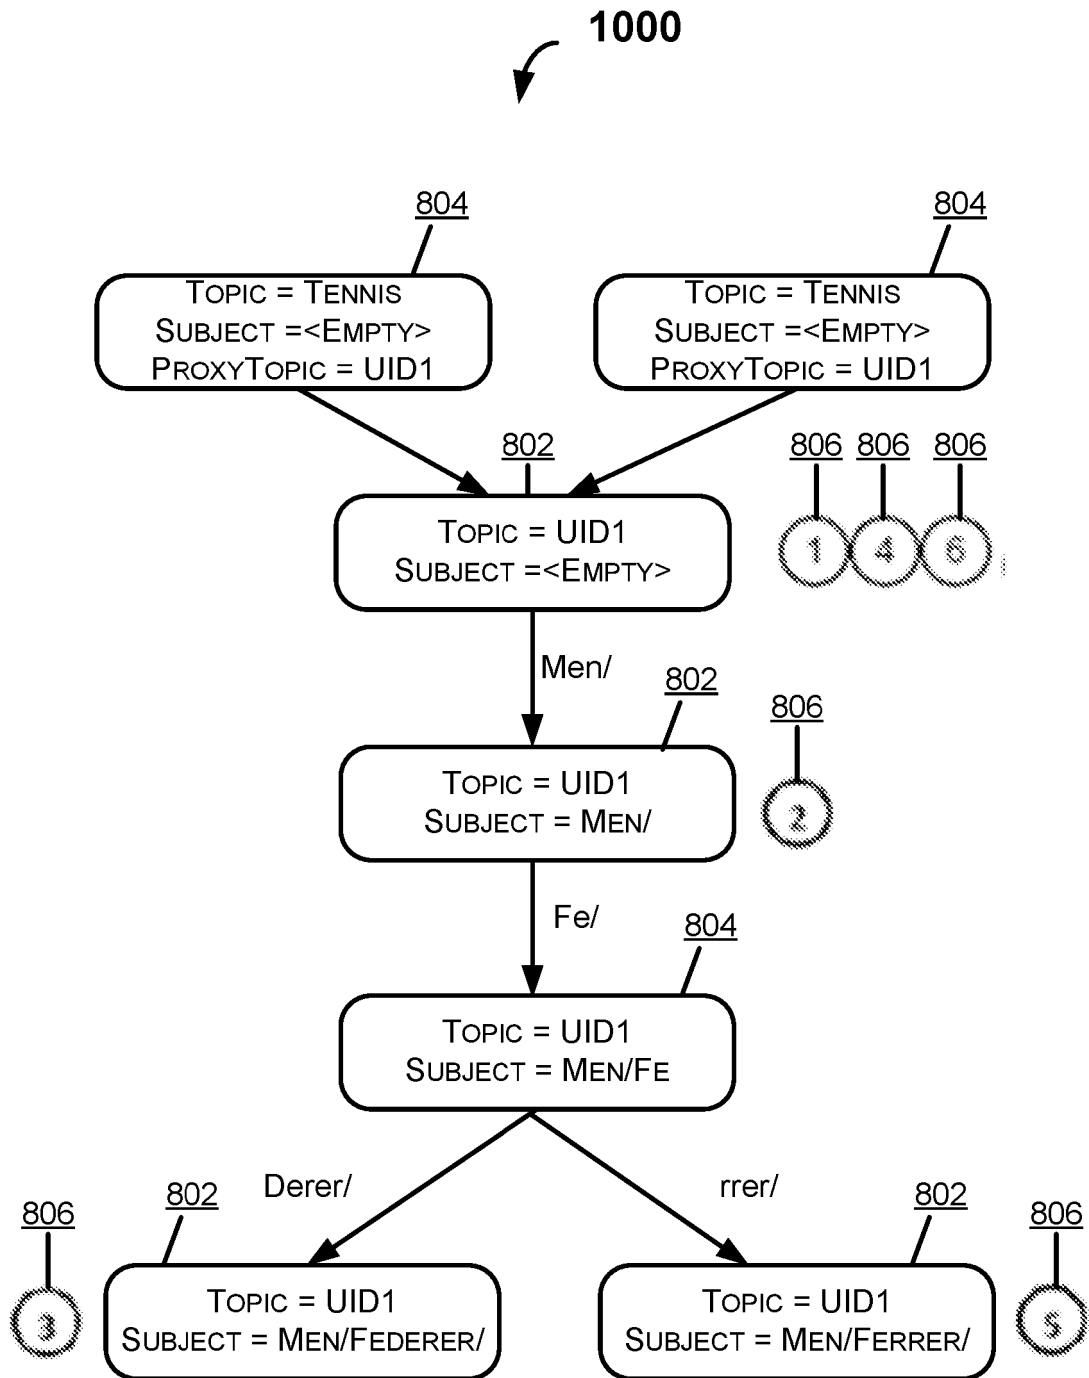 1000
804
804
TOPIC = TENNIS
SUBJECT =<EMPTY>
PROXYTOPIC = UID1
TOPIC = TENNIS
SUBJECT =<EMPTY>
PROXYTOPIC = UID1
802
806
806
806
TOPIC = UID1
SUBJECT =<EMPTY>
1
4
6
Men/
802
806
TOPIC = UID1
SUBJECT = MEN/
2
Fe/
804
TOPIC = UID1
SUBJECT = MEN/FE
Derer/
rrer/
806
802
802
806
3
TOPIC = UID1
SUBJECT = MEN/FEDERER/
TOPIC = UID1
SUBJECT = MEN/FERRER/
5